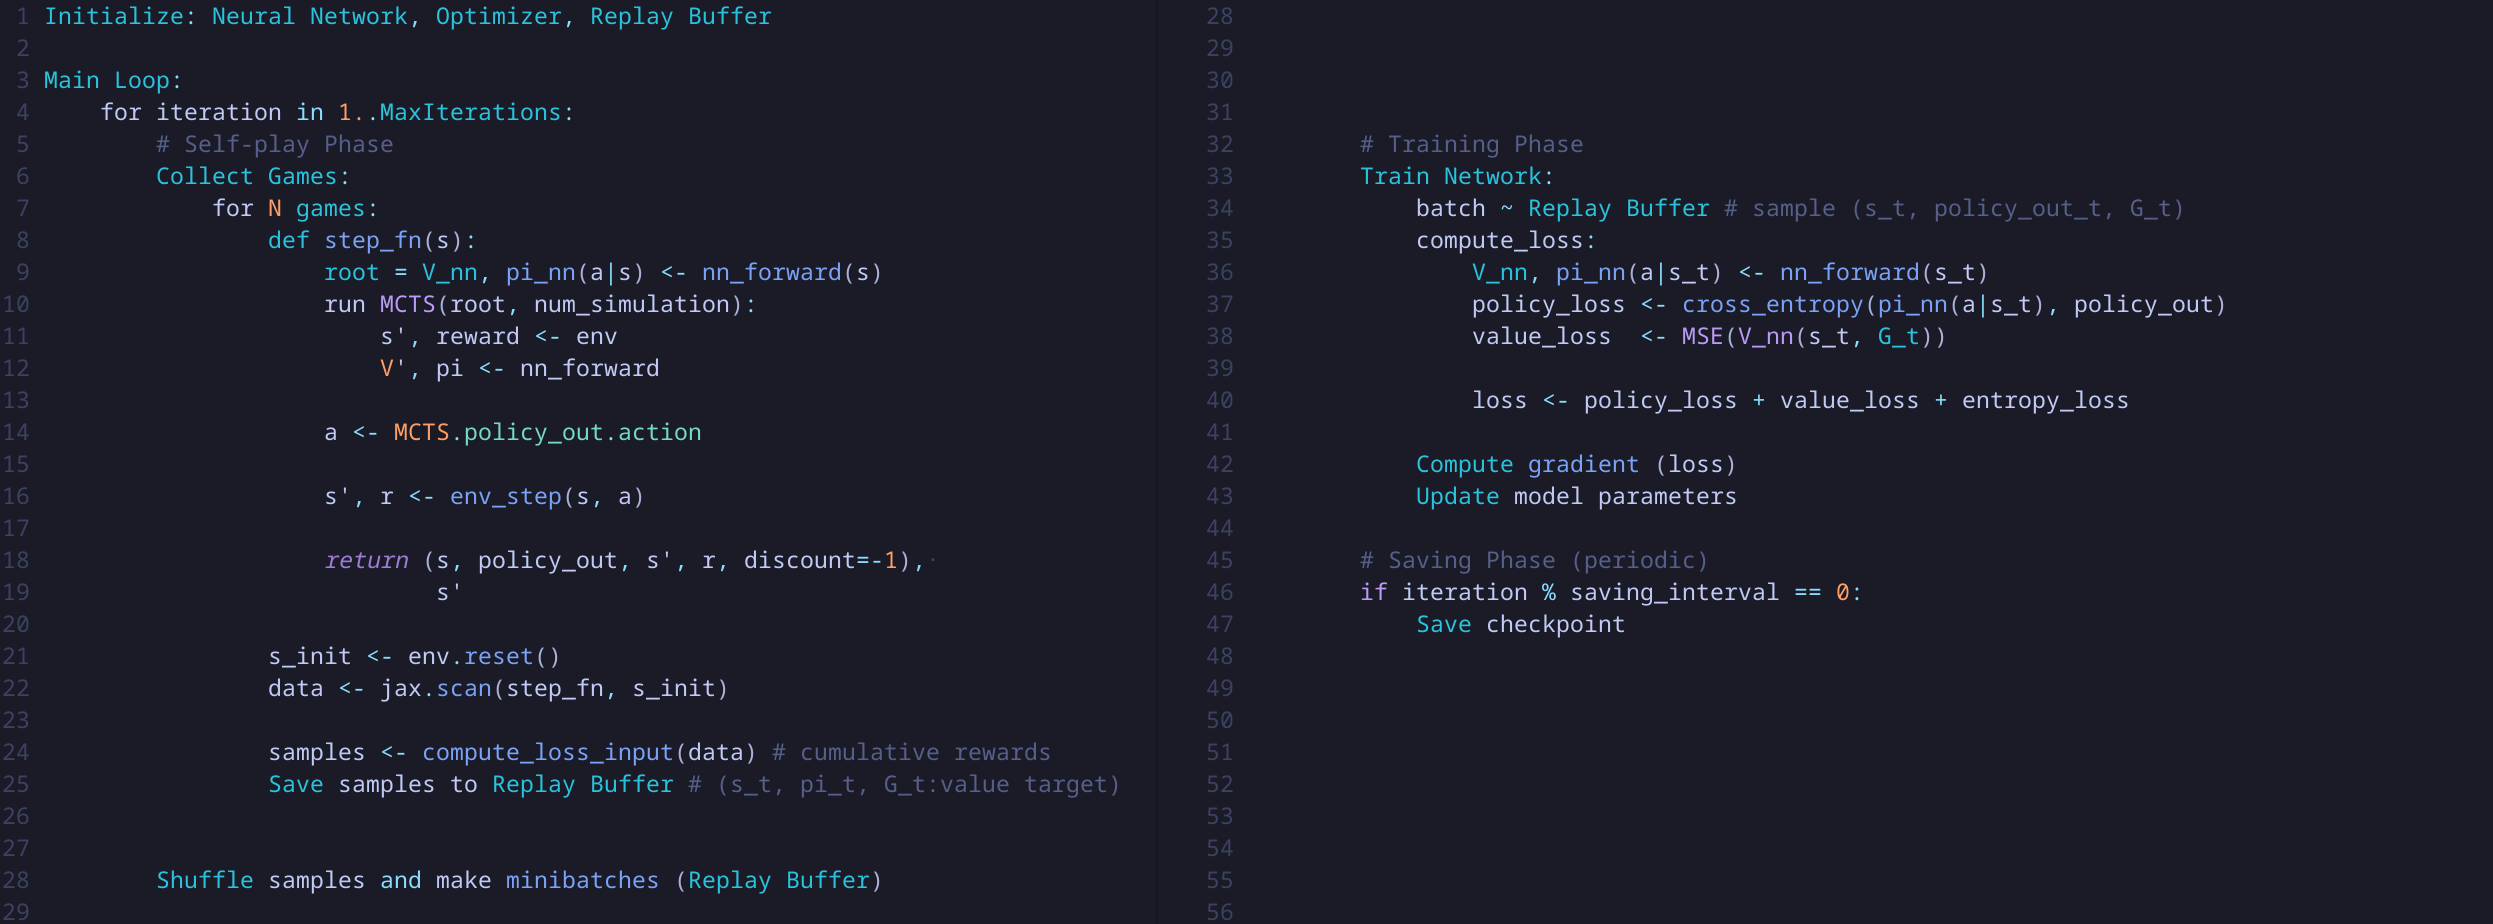 1 Initialize: Neural Network, Optimizer, Replay Buffer
2
3 Main Loop:
4     for iteration in 1..MaxIterations:
5         # Self-play Phase
6         Collect Games:
7             for N games:
8                 def step_fn(s):
9                     root = V_nn, pi_nn(a|s) <- nn_forward(s)
10                     run MCTS(root, num_simulation):
11                         s', reward <- env
12                         V', pi <- nn_forward
13
14                     a <- MCTS.policy_out.action
15
16                     s', r <- env_step(s, a)
17
18                     return (s, policy_out, s', r, discount=-1),·
19                             s'
20
21                 s_init <- env.reset()
22                 data <- jax.scan(step_fn, s_init)
23
24                 samples <- compute_loss_input(data) # cumulative rewards
25                 Save samples to Replay Buffer # (s_t, pi_t, G_t:value target)
26
27
28         Shuffle samples and make minibatches (Replay Buffer)
29
28
29
30
31
32         # Training Phase
33         Train Network:
34             batch ~ Replay Buffer # sample (s_t, policy_out_t, G_t)
35             compute_loss:
36                 V_nn, pi_nn(a|s_t) <- nn_forward(s_t)
37                 policy_loss <- cross_entropy(pi_nn(a|s_t), policy_out)
38                 value_loss  <- MSE(V_nn(s_t, G_t))
39
40                 loss <- policy_loss + value_loss + entropy_loss
41
42             Compute gradient (loss)
43             Update model parameters
44
45         # Saving Phase (periodic)
46         if iteration % saving_interval == 0:
47             Save checkpoint
48
49
50
51
52
53
54
55
56